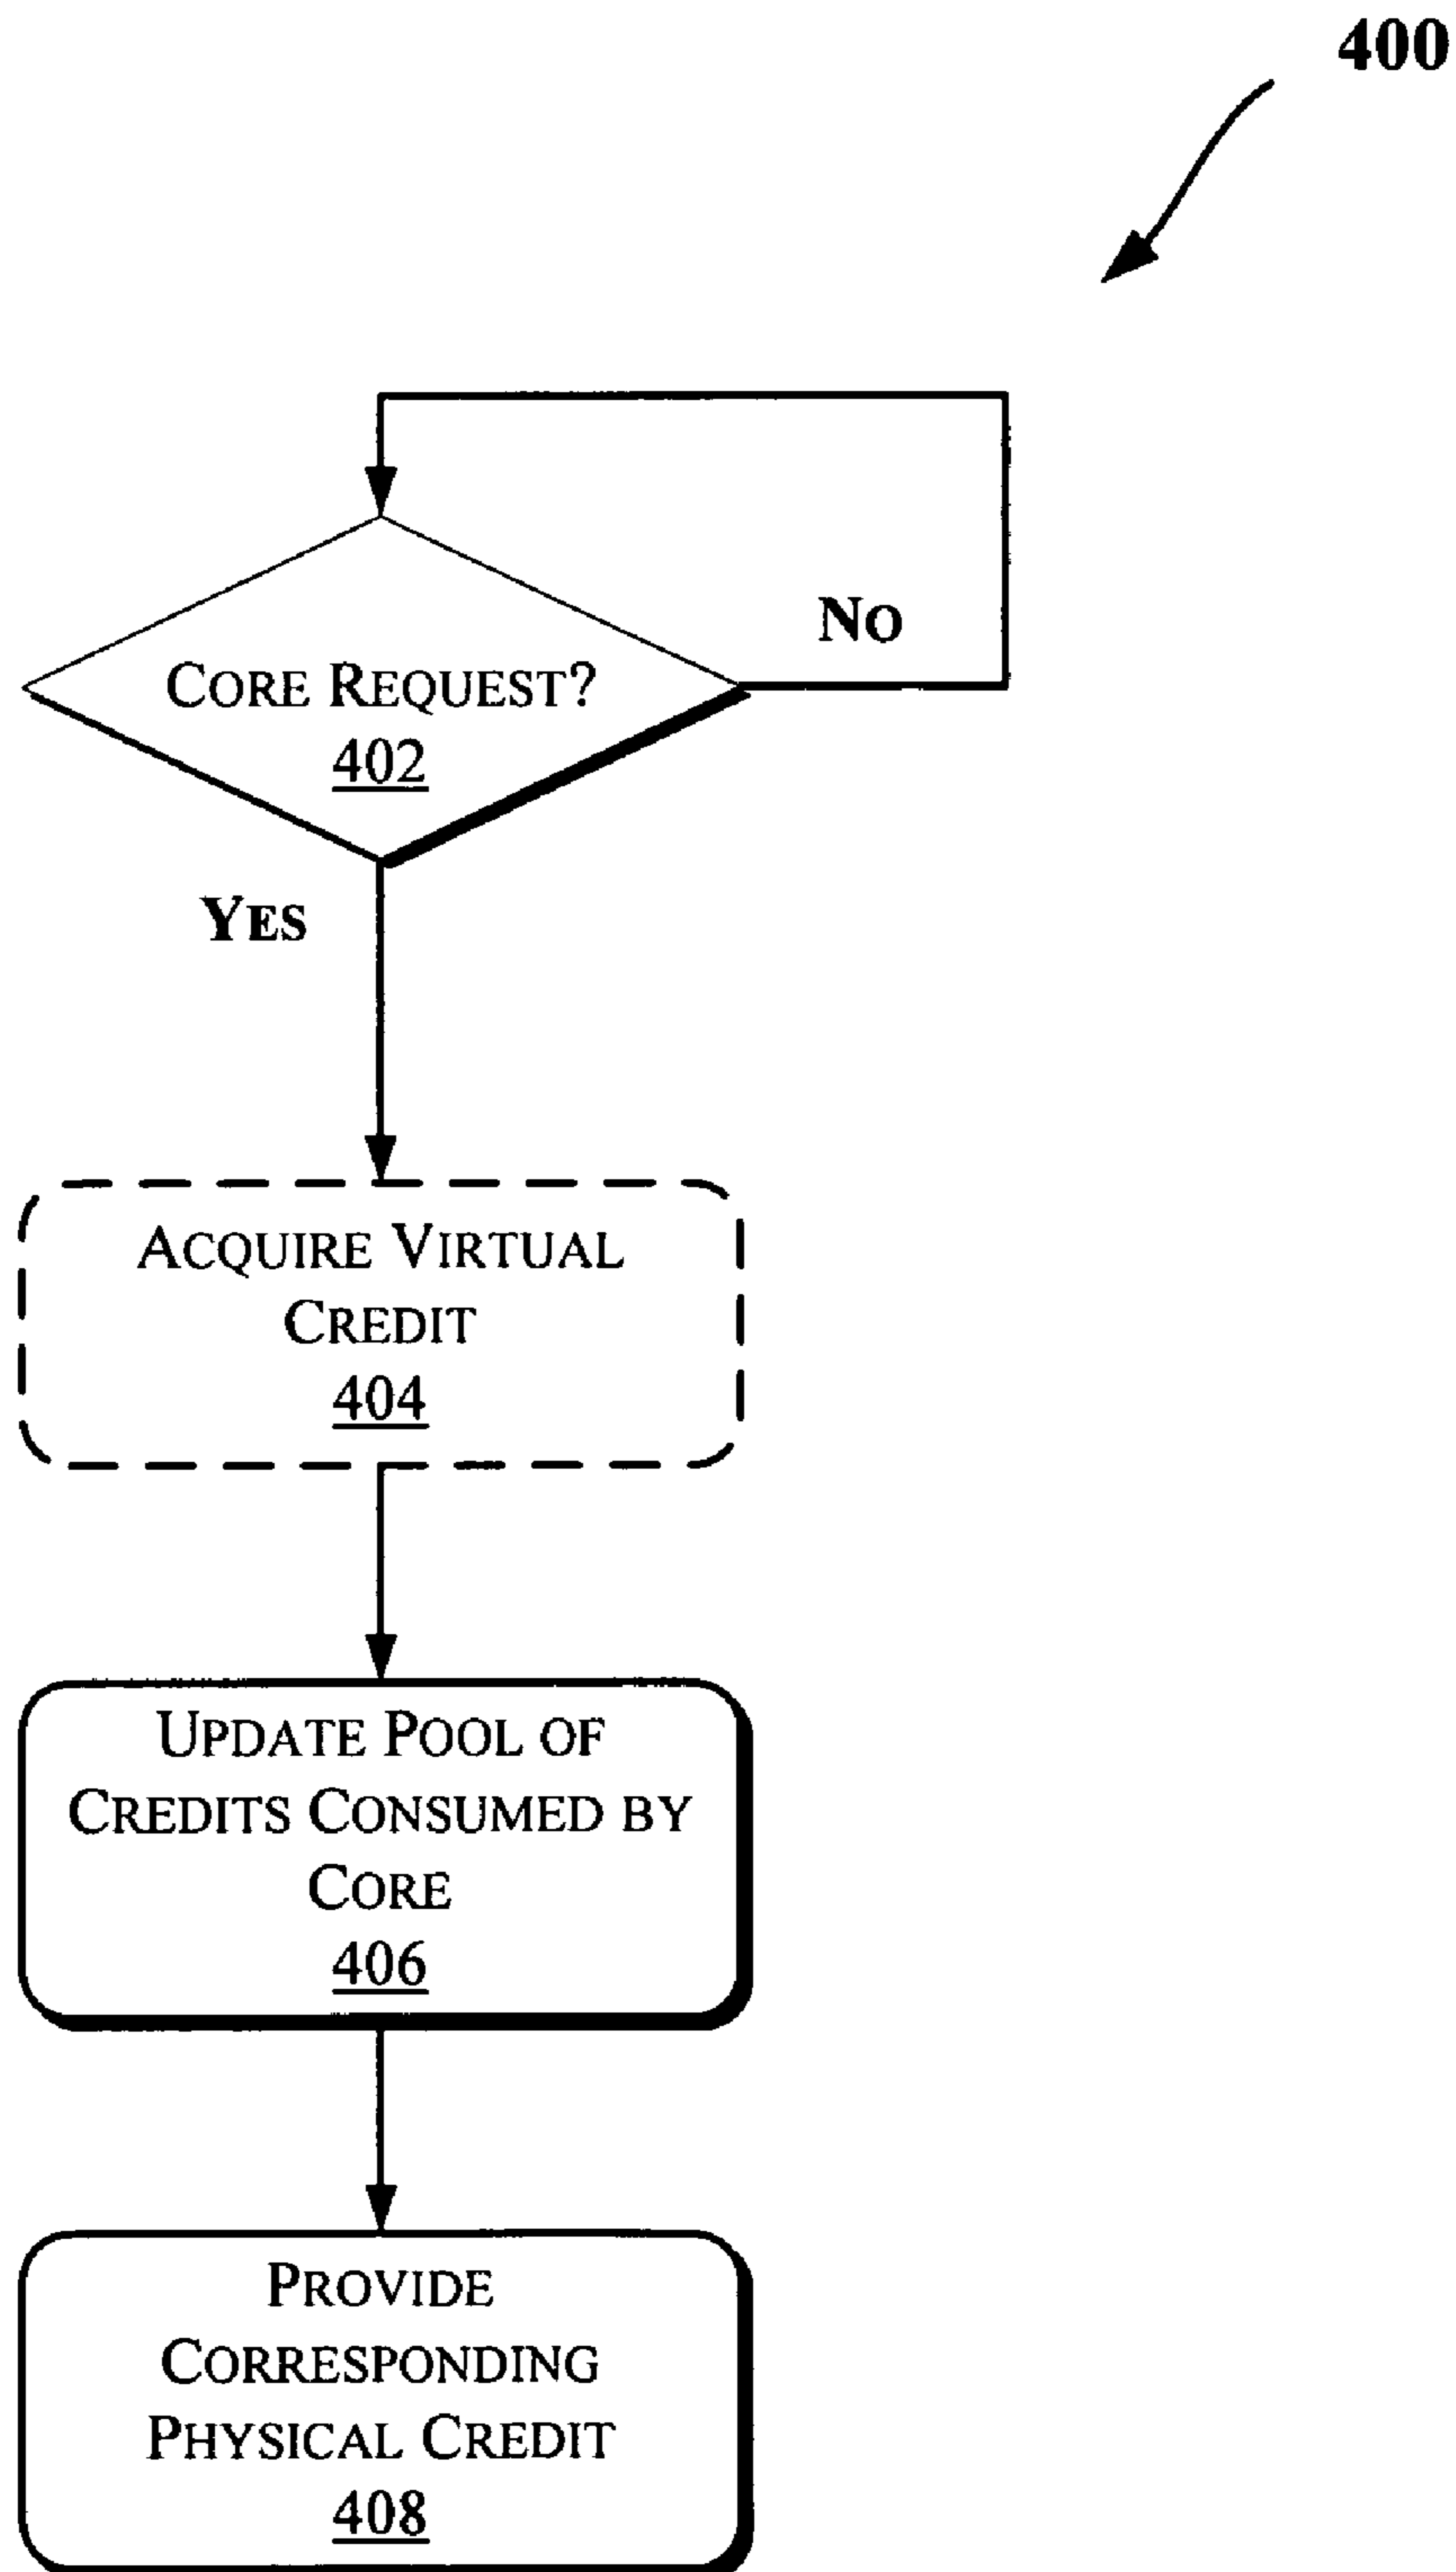 400
CORE REQUEST?
402
NO
YES
ACQUIRE VIRTUAL
CREDIT
404
UPDATE POOL OF
CREDITS CONSUMED BY
CORE
406
PROVIDE
CORRESPONDING
PHYSICAL CREDIT
408